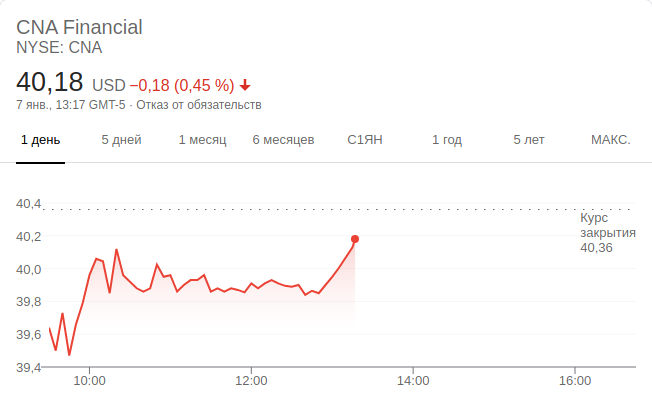 CNA Financial
NYSE: CNA
40,18 USD −0,18 (0,45 %)
7 янв., 13:17 GMT-5 · Отказ от обязательств
1 день 5 дней 1 месяц 6 месяцев С1ЯН 1 год 5 лет МАКС.
40,4
Курс
закрытия
40,36
40,2
40,0
39,8
39,6
39,4
10:00 12:00 14:00 16:00